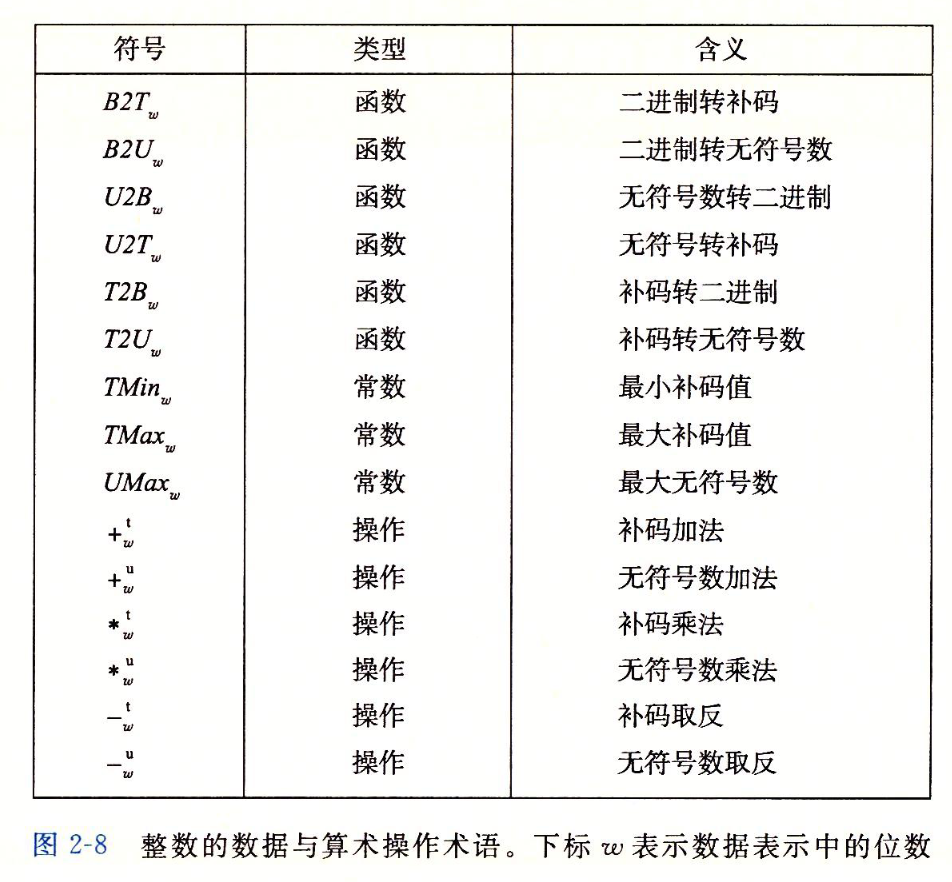 符号 类型 含义
B2T_w 函数 二进制转补码
B2U_w 函数 二进制转无符号数
U2B_w 函数 无符号数转二进制
U2T_w 函数 无符号转补码
T2B_w 函数 补码转二进制
T2U_w 函数 补码转无符号数
TMin_w 常数 最小补码值
TMax_w 常数 最大补码值
UMax_w 常数 最大无符号数
+^t_w 操作 补码加法
+^u_w 操作 无符号数加法
*^t_w 操作 补码乘法
*^u_w 操作 无符号数乘法
-^t_w 操作 补码取反
-^u_w 操作 无符号数取反
图 2-8 整数的数据与算术操作术语。下标 w 表示数据表示中的位数